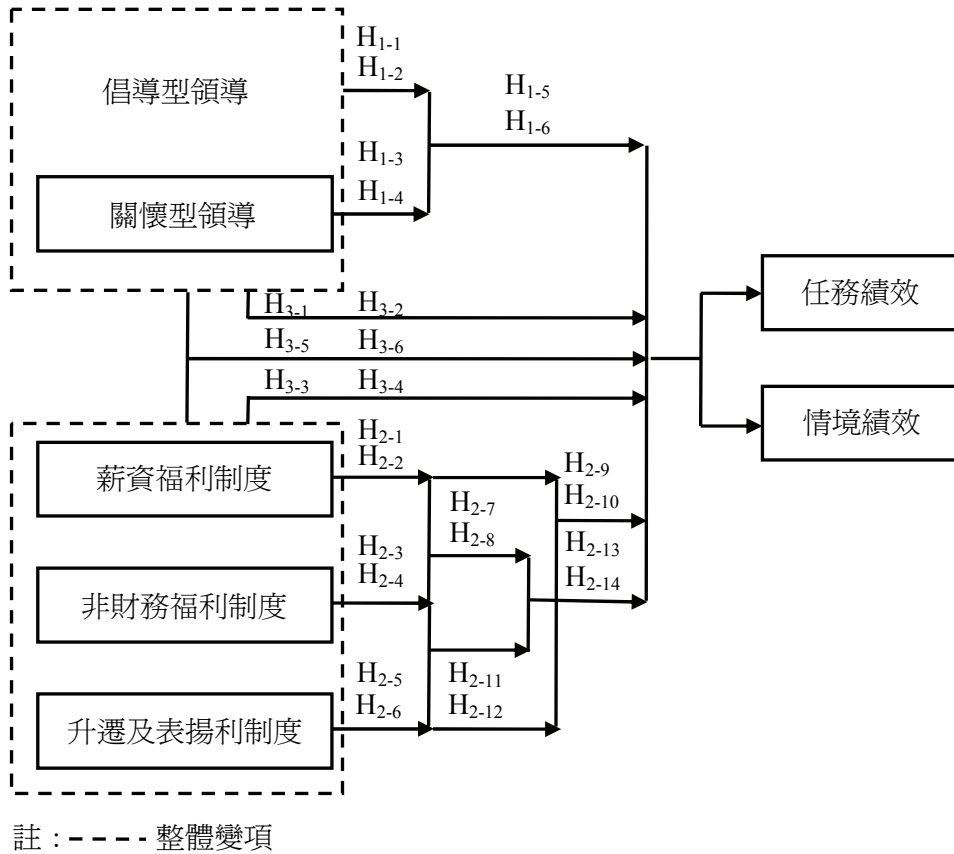 H1-1
H1-2
倡導型領導
H1-5
H1-6
H1-3
H1-4
關懷型領導
任務績效
H3-1 H3-2
H3-5 H3-6
H3-3 H3-4
情境績效
H2-1
H2-2
薪資福利制度
H2-9
H2-10
H2-7
H2-8
H2-3
H2-4
非財務福利制度
H2-13
H2-14
H2-5
H2-6
升遷及表揚利制度
H2-11
H2-12
註：----- 整體變項